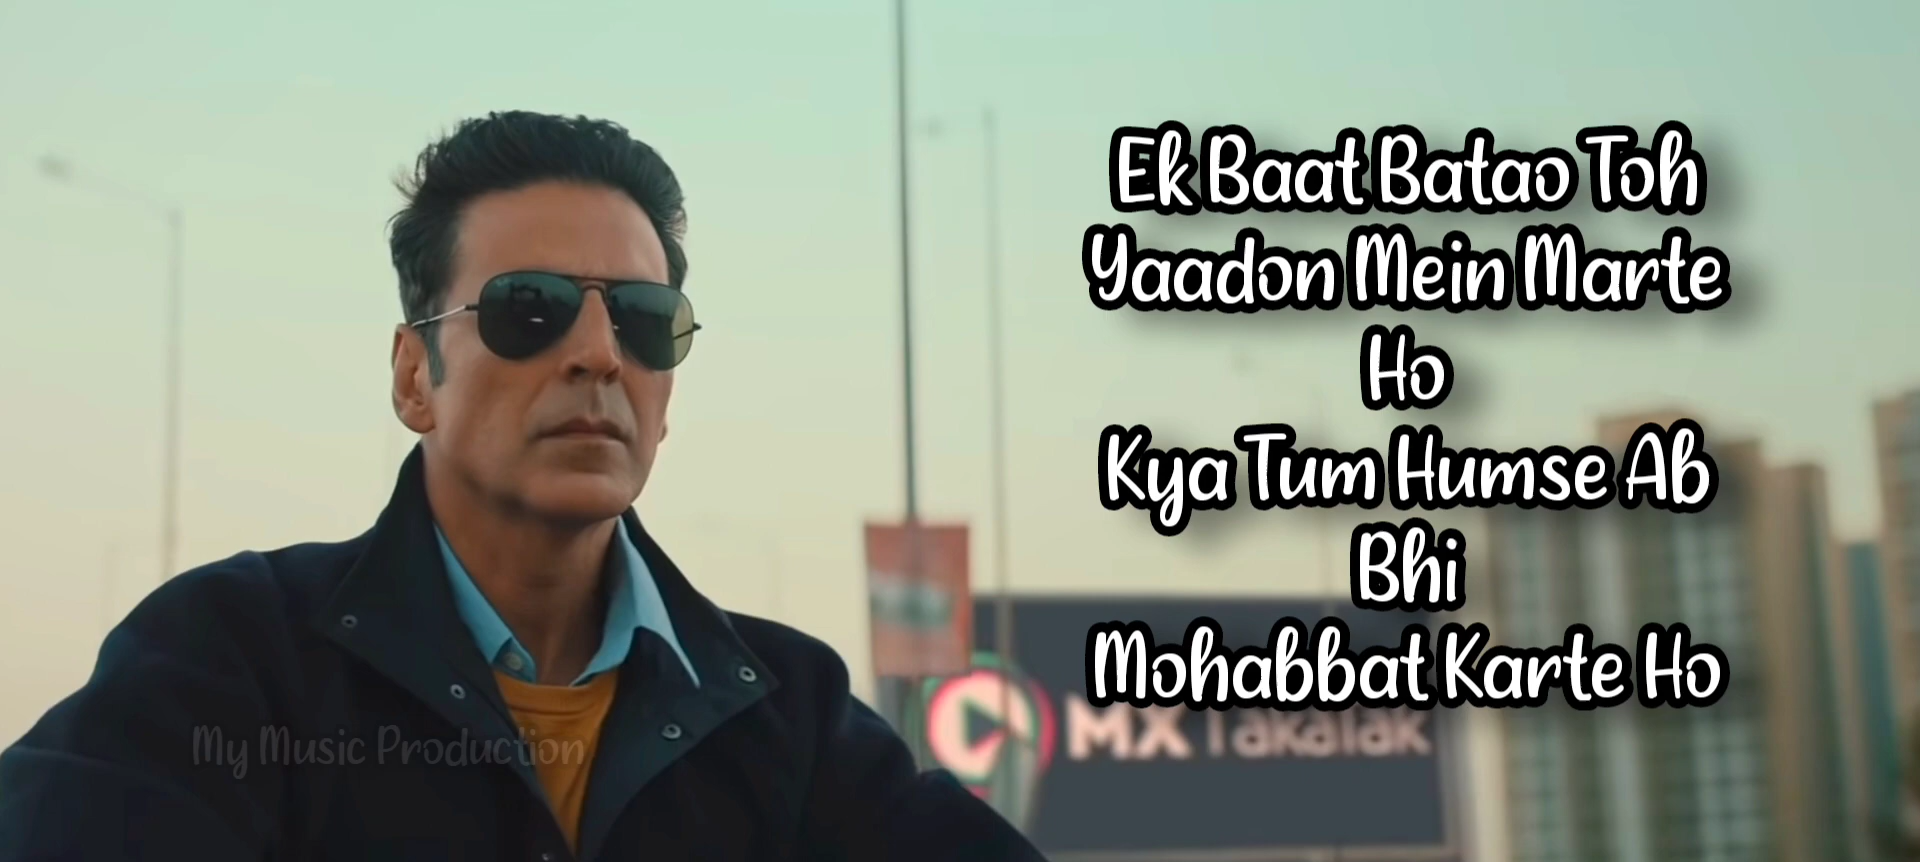 Ek Baat Batao Toh
Yaadon Mein Marte
Ho
Kya Tum Humse Ab
Bhi
Mohabbat Karte Ho
My Music Production
MX Takatak